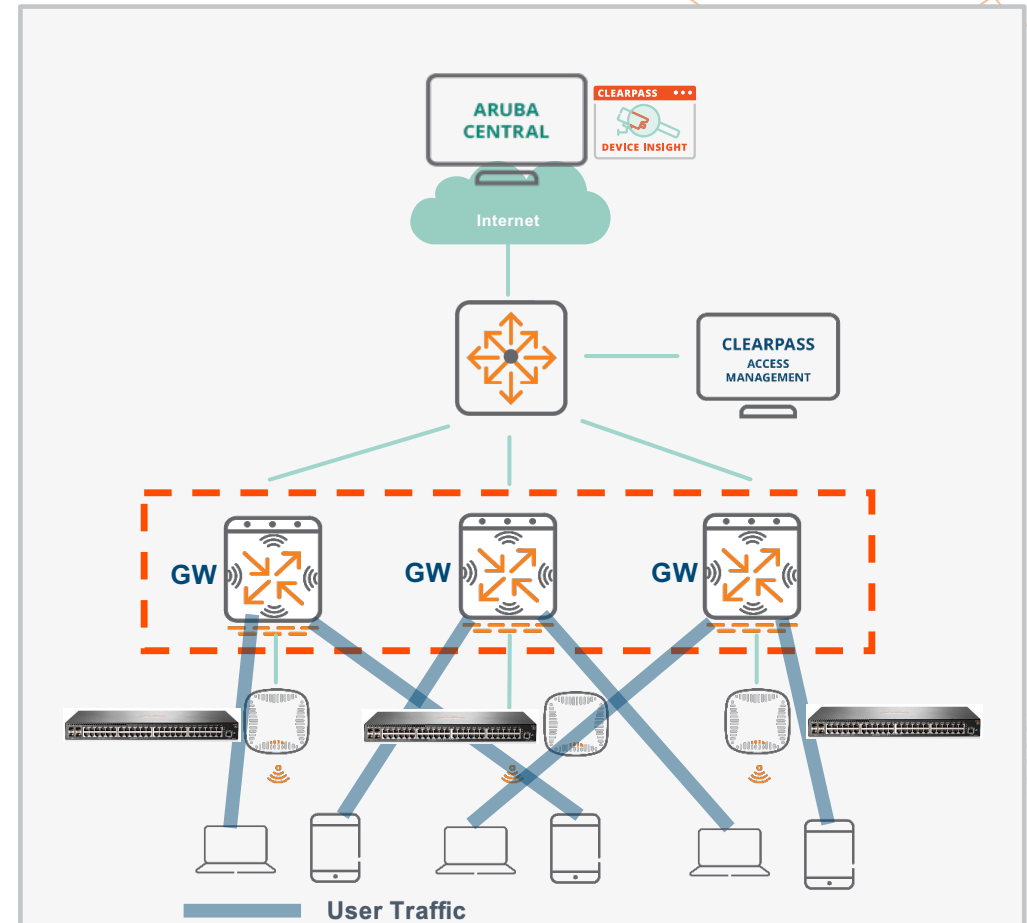 ARUBA
CENTRAL
CLEARPASS
DEVICE INSIGHT
Internet
CLEARPASS
ACCESS
MANAGEMENT
GW
GW
GW
User Traffic